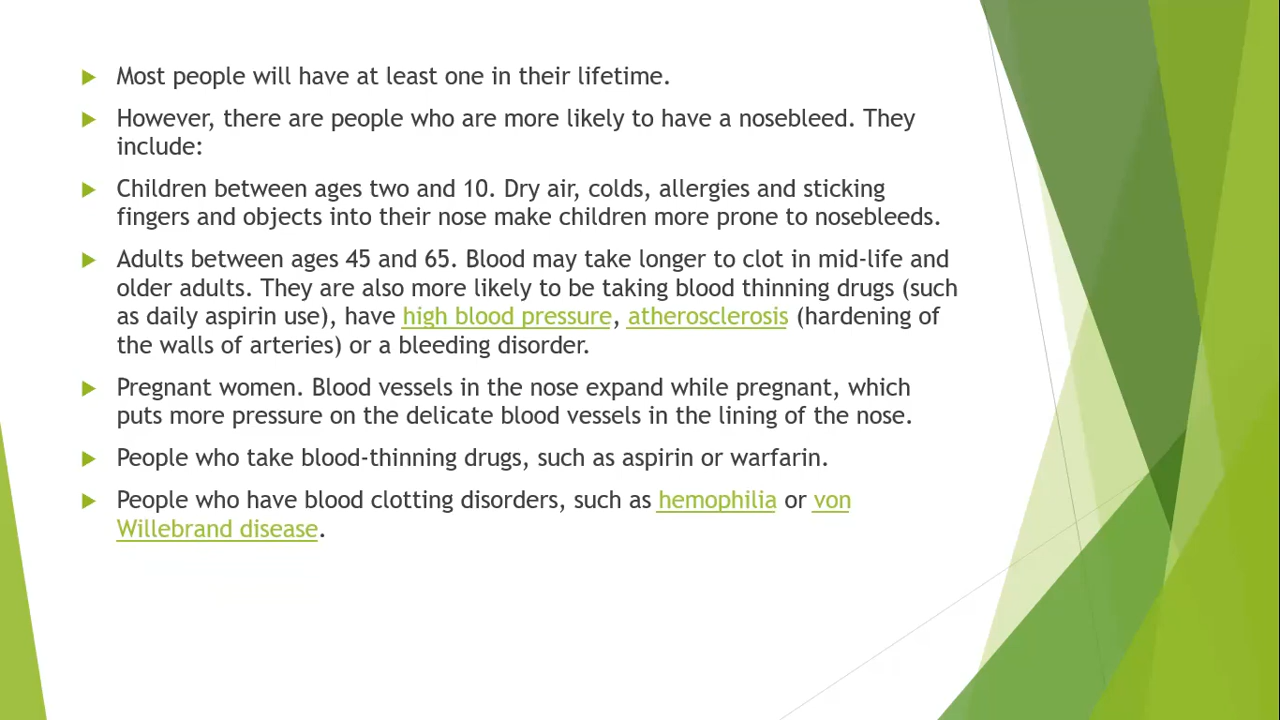 Most people will have at least one in their lifetime.
However, there are people who are more likely to have a nosebleed. They
include:
Children between ages two and 10. Dry air, colds, allergies and sticking
fingers and objects into their nose make children more prone to nosebleeds.
Adults between ages 45 and 65. Blood may take longer to clot in mid-life and
older adults. They are also more likely to be taking blood thinning drugs (such
as daily aspirin use), have high blood pressure, atherosclerosis (hardening of
the walls of arteries) or a bleeding disorder.
Pregnant women. Blood vessels in the nose expand while pregnant, which
puts more pressure on the delicate blood vessels in the lining of the nose.
People who take blood-thinning drugs, such as aspirin or warfarin.
People who have blood clotting disorders, such as hemophilia or von
Willebrand disease.